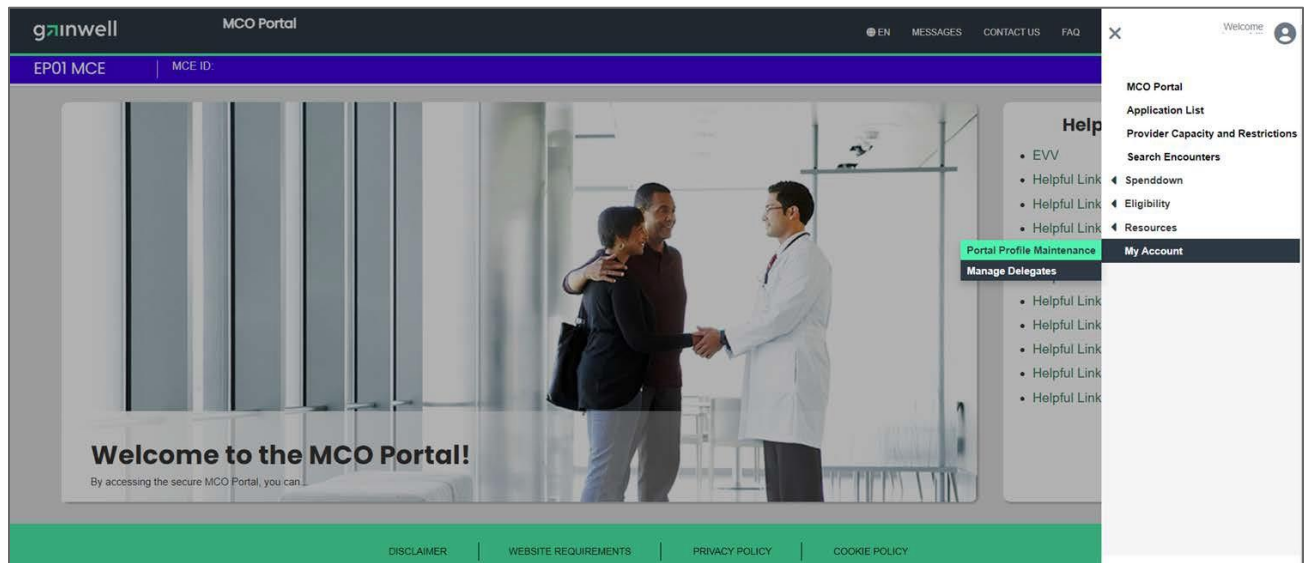 gainwell
MCO Portal
EN MESSAGES CONTACT US FAQ
Welcome
EP01 MCE
MCE ID:
Help
EVV
Helpful Link
Helpful Link
Helpful Link
Helpful Link
Helpful Link
Helpful Link
Helpful Link
Helpful Link
Welcome to the MCO Portal!
By accessing the secure MCO Portal, you can...
MCO Portal
Application List
Provider Capacity and Restrictions
Search Encounters
Spenddown
Eligibility
Resources
My Account
Portal Profile Maintenance
Manage Delegates
DISCLAIMER
WEBSITE REQUIREMENTS
PRIVACY POLICY
COOKIE POLICY